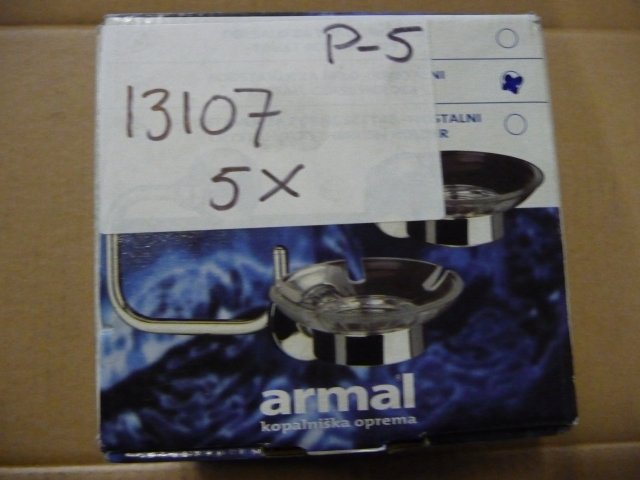 P-5
13107
5X
NI
STALNI
R
armal
kopalniška oprema